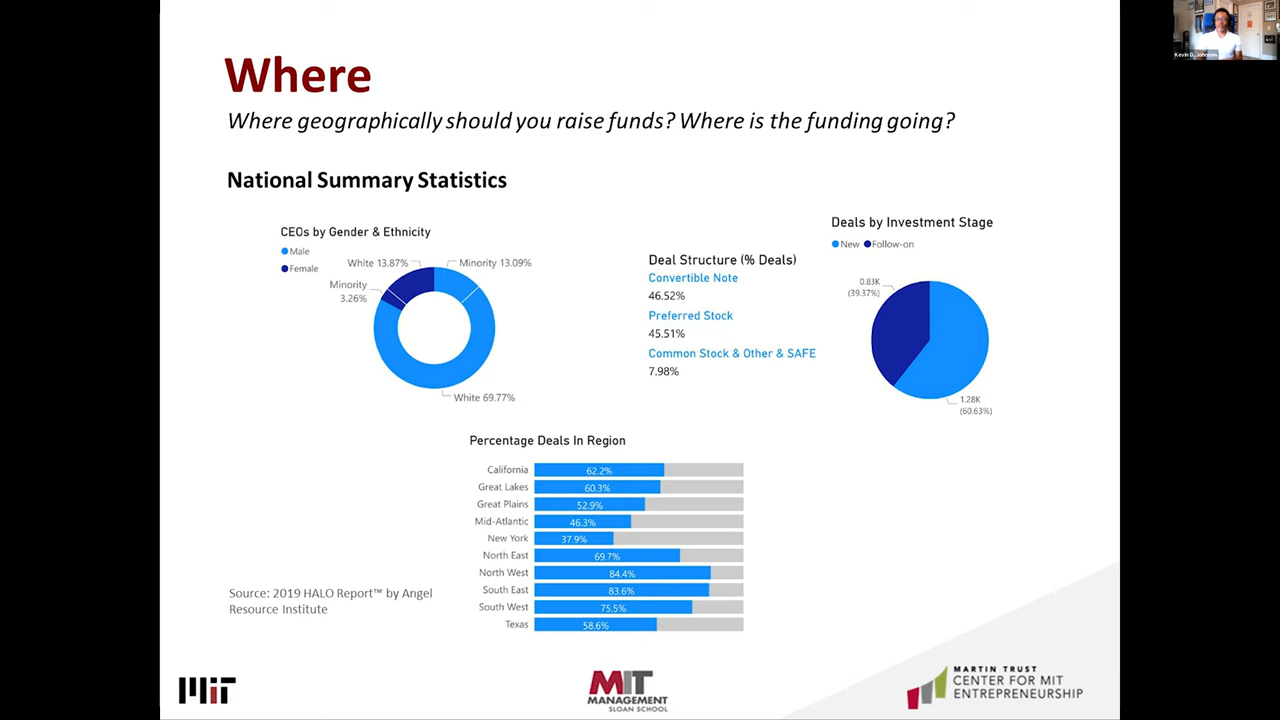 Where
Where geographically should you raise funds? Where is the funding going?
National Summary Statistics
CEOs by Gender & Ethnicity
Male
Female
White 13.87%
Minority 13.09%
Minority
3.26%
White 69.77%
Deal Structure (% Deals)
Convertible Note
46.52%
Preferred Stock
45.51%
Common Stock & Other & SAFE
7.98%
Deals by Investment Stage
New Follow-on
0.83K
(39.37%)
1.28K
(60.63%)
Percentage Deals In Region
California 62.2%
Great Lakes 60.3%
Great Plains 52.9%
Mid-Atlantic 46.3%
New York 37.9%
North East 69.7%
North West 84.4%
South East 83.6%
South West 75.5%
Texas 58.6%
Source: 2019 HALO Report™ by Angel
Resource Institute
MIT
MIT
MANAGEMENT
SLOAN SCHOOL
MARTIN TRUST
CENTER FOR MIT
ENTREPRENEURSHIP
Kevin D. Johnson